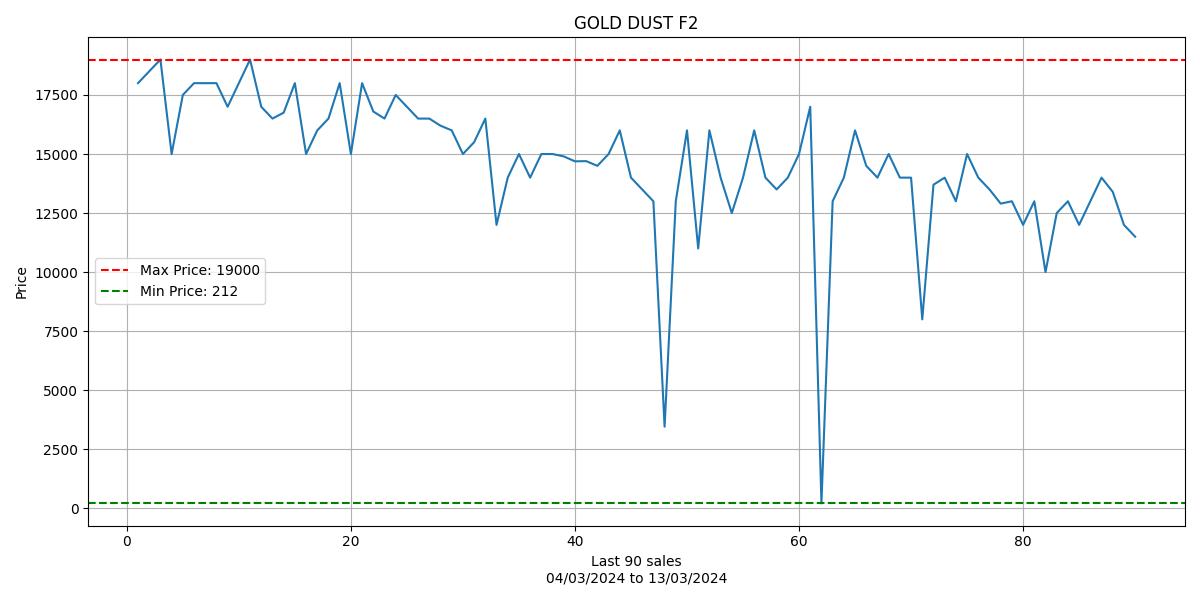 GOLD DUST F2
Price
17500
15000
12500
10000
7500
5000
2500
0
Max Price: 19000
Min Price: 212
0 20 40 60 80
Last 90 sales
04/03/2024 to 13/03/2024